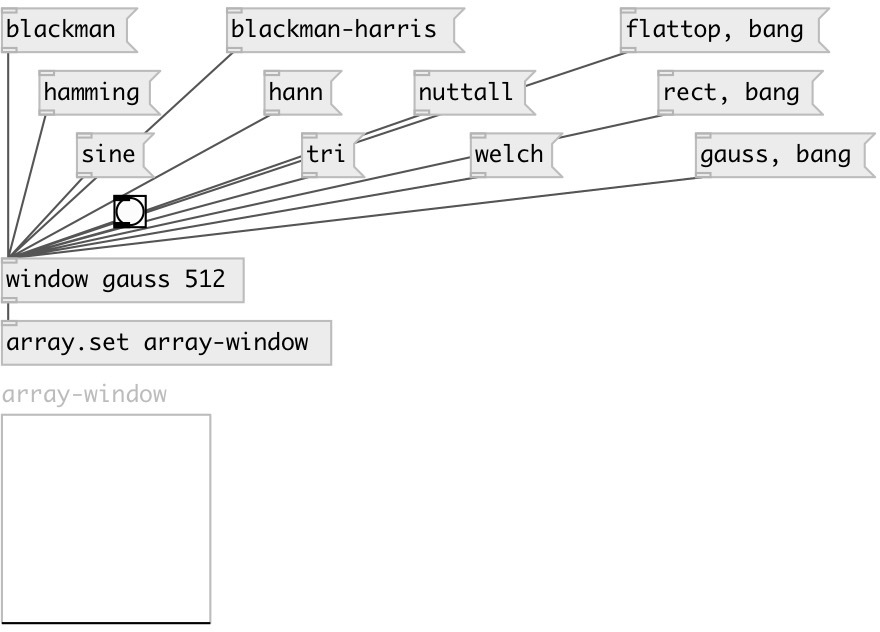 blackman
blackman-harris
flattop, bang
hamming
hann
nuttall
rect, bang
sine
tri
welch
gauss, bang
window gauss 512
array.set array-window
array-window